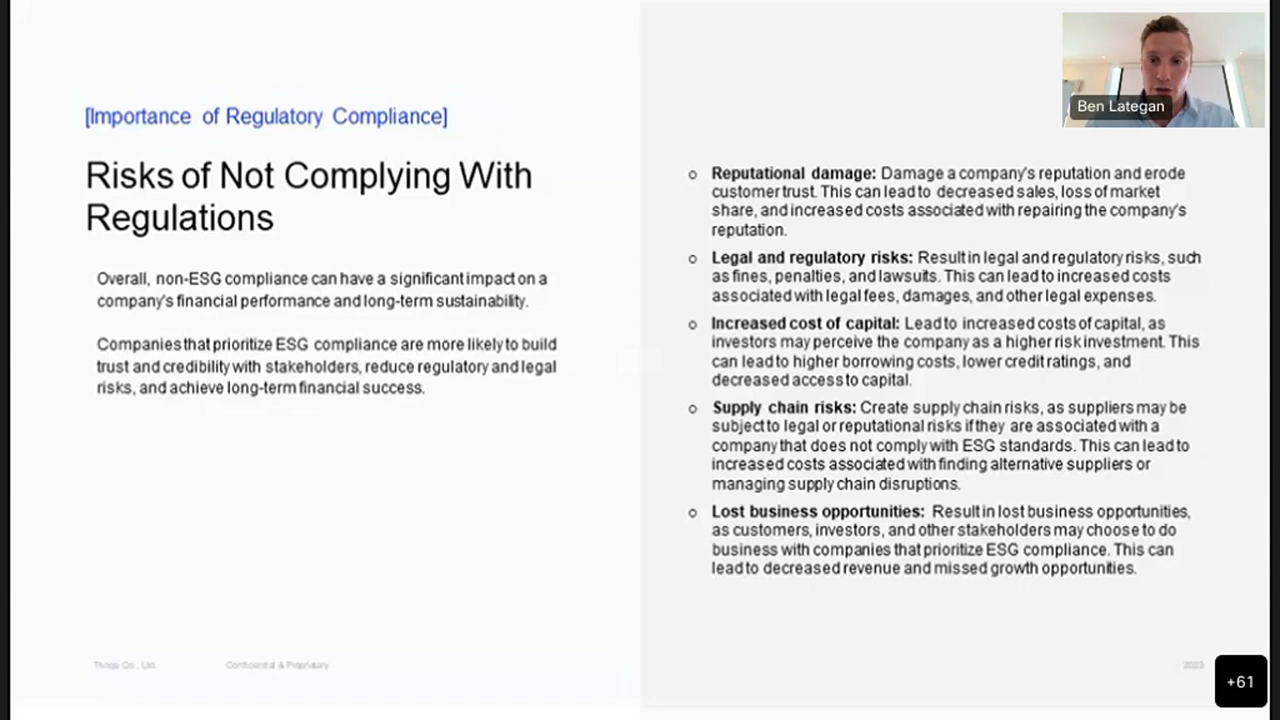 [Importance of Regulatory Compliance]
Risks of Not Complying With
Regulations
Overall, non-ESG compliance can have a significant impact on a
company's financial performance and long-term sustainability.
Companies that prioritize ESG compliance are more likely to build
trust and credibility with stakeholders, reduce regulatory and legal
risks, and achieve long-term financial success.
Ben Lategan
Reputational damage: Damage a company's reputation and erode
customer trust. This can lead to decreased sales, loss of market
share, and increased costs associated with repairing the company's
reputation.
Legal and regulatory risks: Result in legal and regulatory risks, such
as fines, penalties, and lawsuits. This can lead to increased costs
associated with legal fees, damages, and other legal expenses.
Increased cost of capital: Lead to increased costs of capital, as
investors may perceive the company as a higher risk investment. This
can lead to higher borrowing costs, lower credit ratings, and
decreased access to capital.
Supply chain risks: Create supply chain risks, as suppliers may be
subject to legal or reputational risks if they are associated with a
company that does not comply with ESG standards. This can lead to
increased costs associated with finding alternative suppliers or
managing supply chain disruptions.
Lost business opportunities: Result in lost business opportunities,
as customers, investors, and other stakeholders may choose to do
business with companies that prioritize ESG compliance. This can
lead to decreased revenue and missed growth opportunities.
Co., Ltd.
Confidential & Proprietary
2023
+61